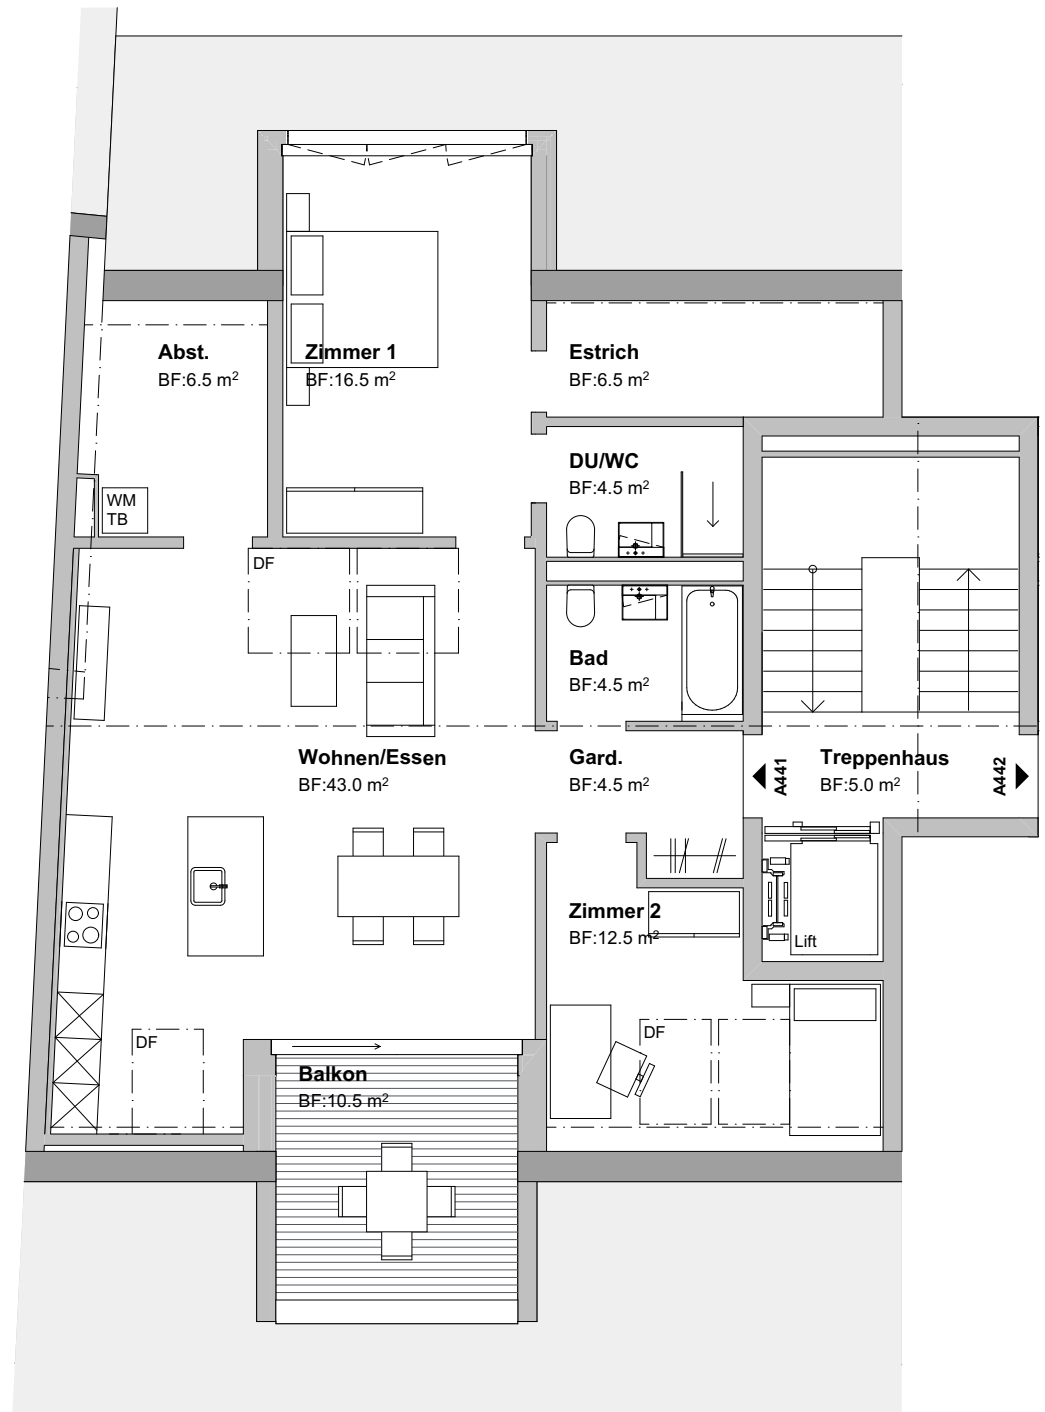 Abst.
BF:6.5 m²
Zimmer 1
BF:16.5 m²
Estrich
BF:6.5 m²
DU/WC
BF:4.5 m²
WM
TB
DF
Bad
BF:4.5 m²
Wohnen/Essen
BF:43.0 m²
Gard.
BF:4.5 m²
A441
Treppenhaus
BF:5.0 m²
A442
Zimmer 2
BF:12.5 m²
Lift
DF
DF
Balkon
BF:10.5 m²